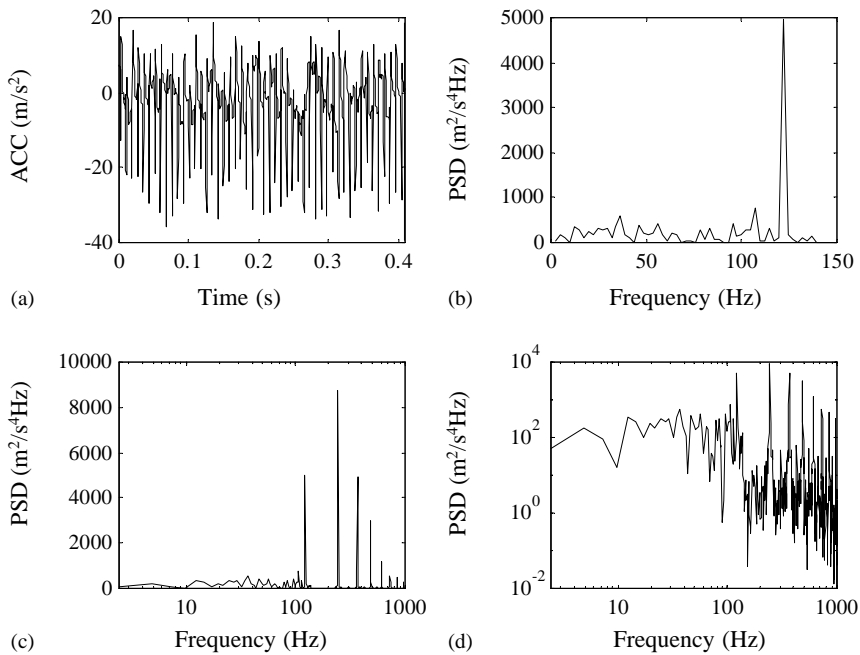 20
0
-20
-40
ACC (m/s²)
0 0.1 0.2 0.3 0.4
(a) Time (s)
5000
4000
3000
2000
1000
0
PSD (m²/s⁴Hz)
0 50 100 150
(b) Frequency (Hz)
10000
8000
6000
4000
2000
0
PSD (m²/s⁴Hz)
10 100 1000
(c) Frequency (Hz)
10⁴
10²
10⁰
10⁻²
PSD (m²/s⁴Hz)
10 100 1000
(d) Frequency (Hz)